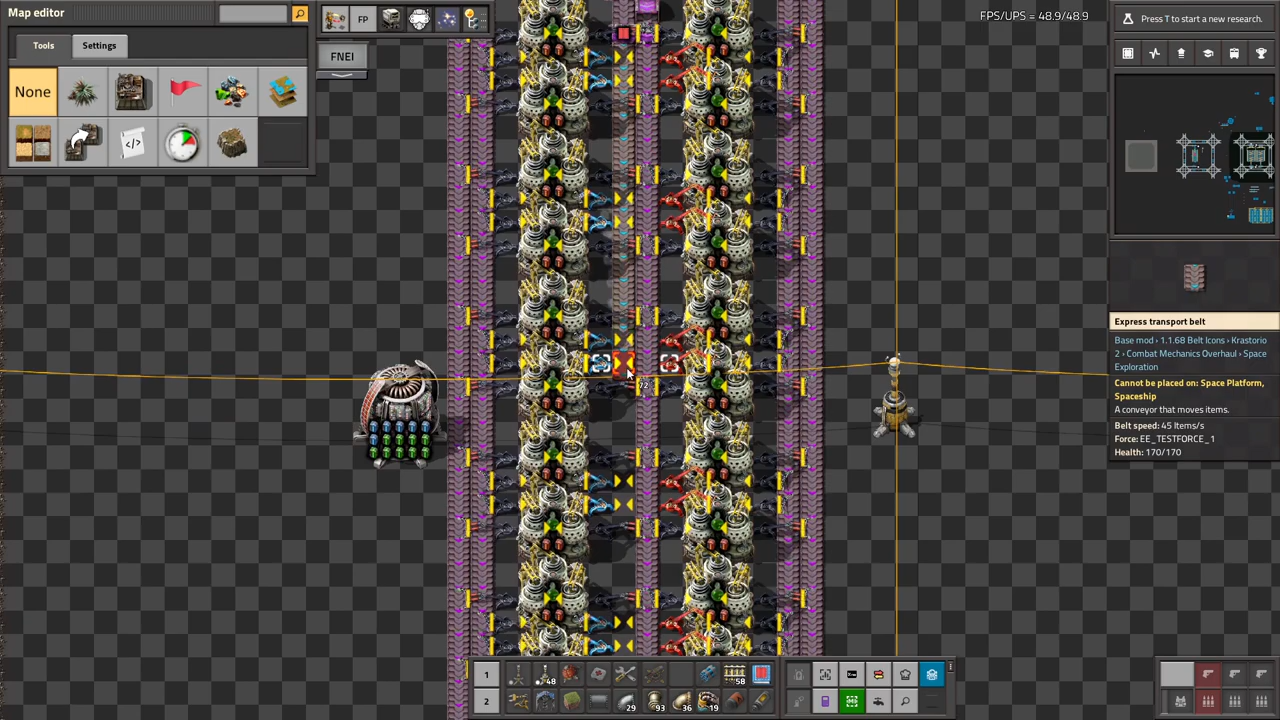 Map editor
FP
FPS/UPS = 48.9/48.9
Press T to start a new research.
Tools
Settings
FNEI
None
</>
Express transport belt
Base mod › 1.1.68 Belt Icons › Krastorio
2 › Combat Mechanics Overhaul › Space
Exploration
Cannot be placed on: Space Platform,
Spaceship
A conveyor that moves items.
Belt speed: 45 Items/s
Force: EE_TESTFORCE_1
Health: 170/170
72
1
48
58
2
29
93
36
19